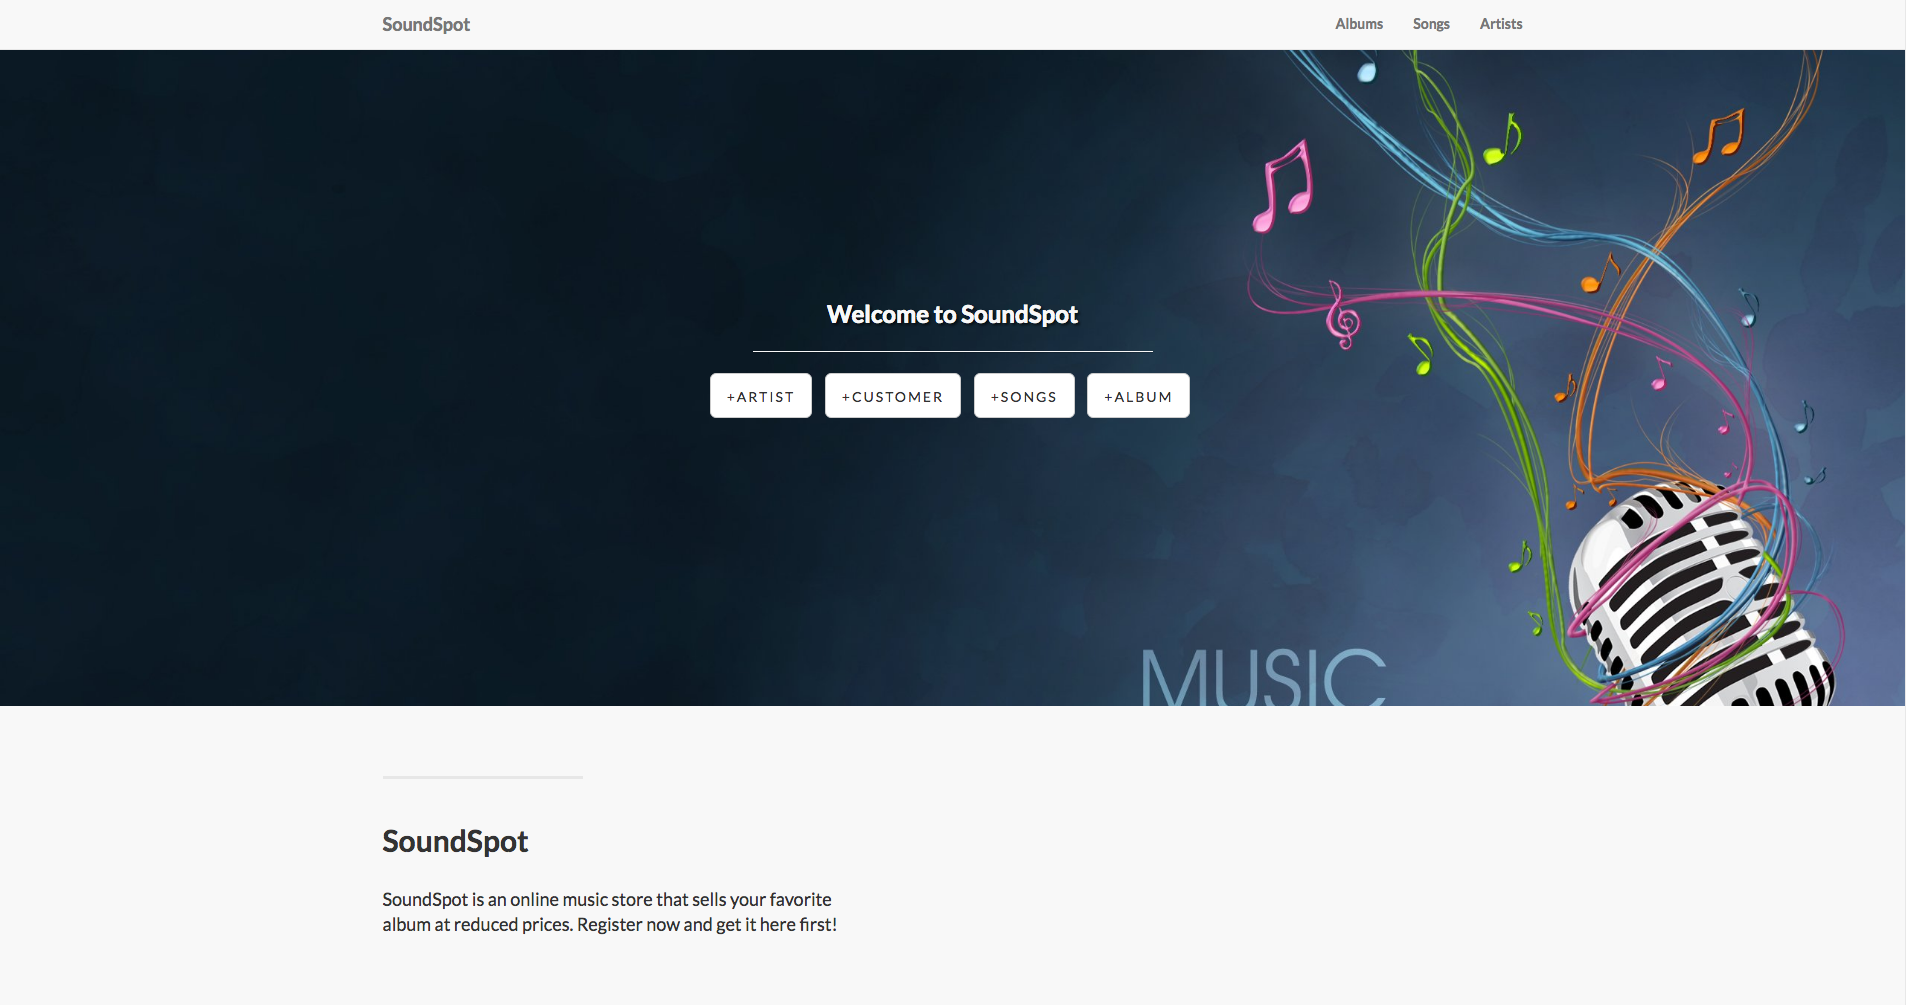 SoundSpot
Albums Songs Artists
Welcome to SoundSpot
+ARTIST +CUSTOMER +SONGS +ALBUM
MUSIC
SoundSpot
SoundSpot is an online music store that sells your favorite
album at reduced prices. Register now and get it here first!